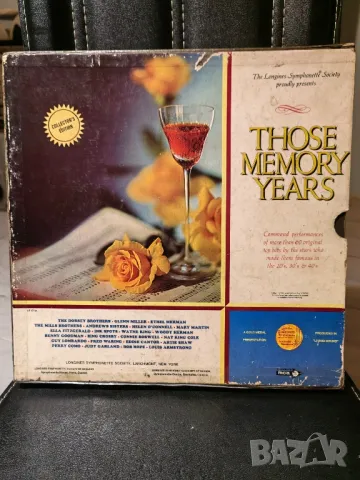 The Longines Symphonette Society
proudly presents
COLLECTOR'S
EDITION
THOSE
MEMORY
YEARS
Command performances
of more than 60 original
top hits by the stars who
made them famous in
the 20's, 30's & 40's
THE DORSEY BROTHERS • GLENN MILLER • ETHEL MERMAN
THE MILLS BROTHERS • ANDREWS SISTERS • HELEN O'CONNELL • MARY MARTIN
ELLA FITZGERALD • INK SPOTS • WAYNE KING • WOODY HERMAN
BENNY GOODMAN • BING CROSBY • CONNIE BOSWELL • NAT KING COLE
GUY LOMBARDO • FRED WARING • EDDIE CANTOR • ARTIE SHAW
PERRY COMO • JUDY GARLAND • BOB HOPE • LOUIS ARMSTRONG
LONGINES SYMPHONETTE SOCIETY, LARCHMONT, NEW YORK
bazar.bg